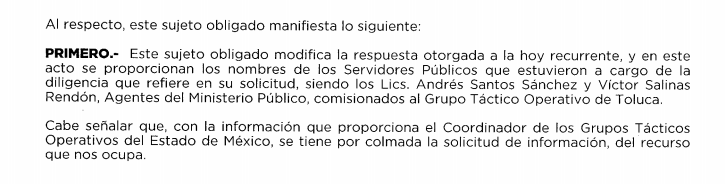 Al respecto, este sujeto obligado manifiesta lo siguiente:
PRIMERO.- Este sujeto obligado modifica la respuesta otorgada a la hoy recurrente, y en este
acto se proporcionan los nombres de los Servidores Públicos que estuvieron a cargo de la
diligencia que refiere en su solicitud, siendo los Lics. Andrés Santos Sánchez y Víctor Salinas
Rendón, Agentes del Ministerio Público, comisionados al Grupo Táctico Operativo de Toluca.
Cabe señalar que, con la información que proporciona el Coordinador de los Grupos Tácticos
Operativos del Estado de México, se tiene por colmada la solicitud de información, del recurso
que nos ocupa.